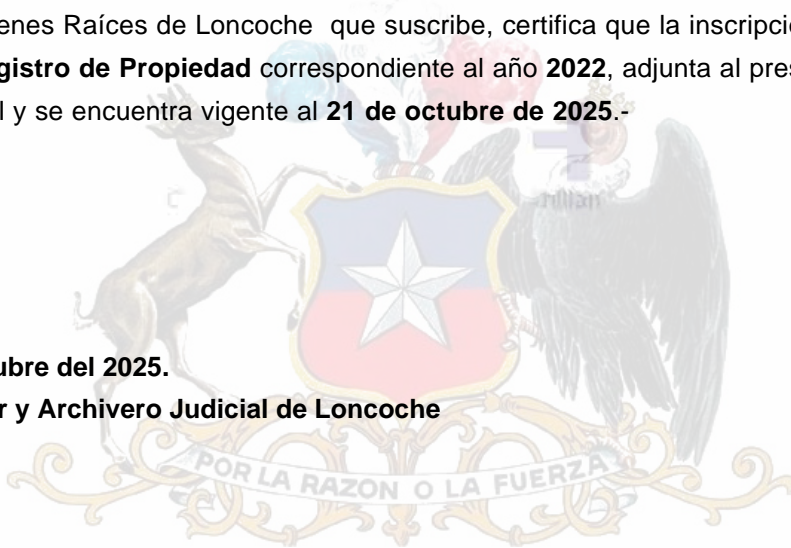 enes Raíces de Loncoche que suscribe, certifica que la inscripci
gistro de Propiedad correspondiente al año 2022, adjunta al pres
l y se encuentra vigente al 21 de octubre de 2025.-
ubre del 2025.
r y Archivero Judicial de Loncoche
POR LA RAZON O LA FUERZA